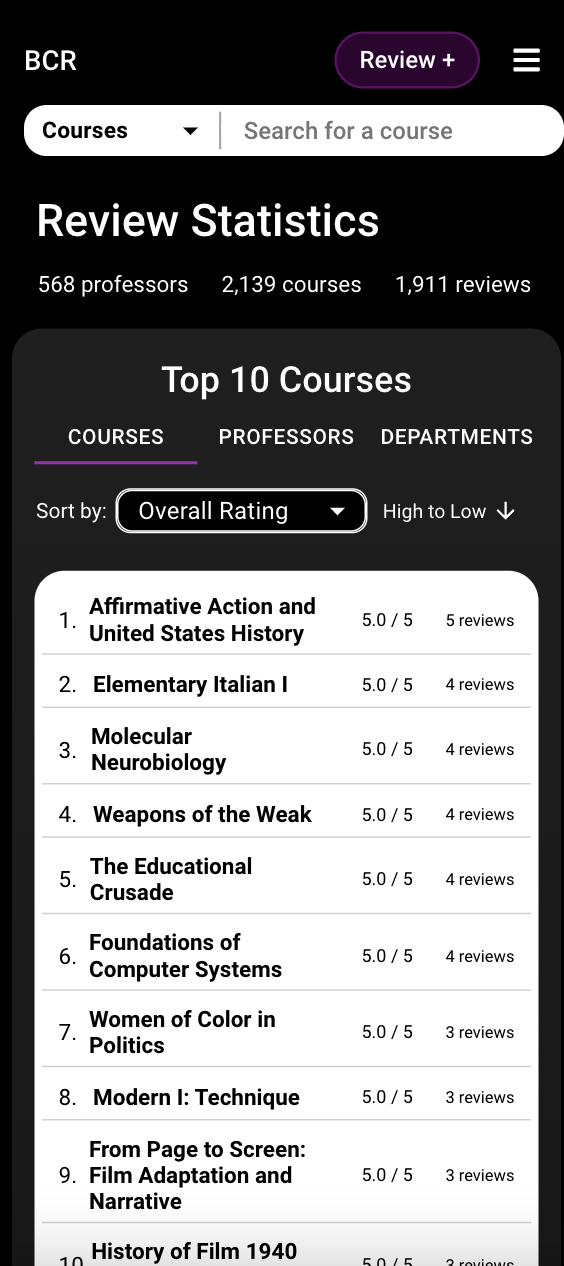 BCR
Review +
Courses
Search for a course
Review Statistics
568 professors 2,139 courses 1,911 reviews
Top 10 Courses
COURSES PROFESSORS DEPARTMENTS
Sort by: Overall Rating High to Low
1. Affirmative Action and
United States History 5.0 / 5 5 reviews
2. Elementary Italian I 5.0 / 5 4 reviews
3. Molecular
Neurobiology 5.0 / 5 4 reviews
4. Weapons of the Weak 5.0 / 5 4 reviews
5. The Educational
Crusade 5.0 / 5 4 reviews
6. Foundations of
Computer Systems 5.0 / 5 4 reviews
7. Women of Color in
Politics 5.0 / 5 3 reviews
8. Modern I: Technique 5.0 / 5 3 reviews
9. From Page to Screen:
Film Adaptation and
Narrative 5.0 / 5 3 reviews
10 History of Film 1940
5.0 / 5 3 reviews